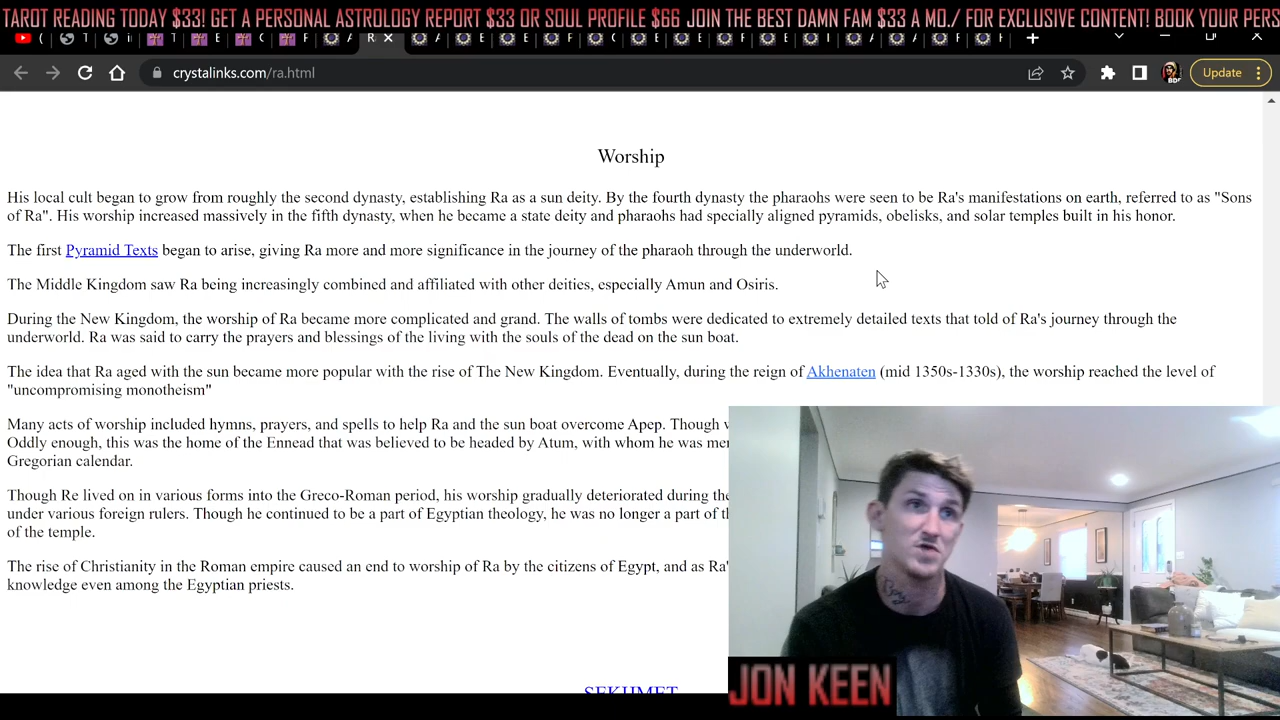 TAROT READING TODAY $33! GET A PERSONAL ASTROLOGY REPORT $33 OR SOUL PROFILE $66 JOIN THE BEST DAMN FAM $33 A MO./ FOR EXCLUSIVE CONTENT! BOOK YOUR PERS
crystalinks.com/ra.html
Update
Worship
His local cult began to grow from roughly the second dynasty, establishing Ra as a sun deity. By the fourth dynasty the pharaohs were seen to be Ra's manifestations on earth, referred to as "Sons
of Ra". His worship increased massively in the fifth dynasty, when he became a state deity and pharaohs had specially aligned pyramids, obelisks, and solar temples built in his honor.
The first Pyramid Texts began to arise, giving Ra more and more significance in the journey of the pharaoh through the underworld.
The Middle Kingdom saw Ra being increasingly combined and affiliated with other deities, especially Amun and Osiris.
During the New Kingdom, the worship of Ra became more complicated and grand. The walls of tombs were dedicated to extremely detailed texts that told of Ra's journey through the
underworld. Ra was said to carry the prayers and blessings of the living with the souls of the dead on the sun boat.
The idea that Ra aged with the sun became more popular with the rise of The New Kingdom. Eventually, during the reign of Akhenaten (mid 1350s-1330s), the worship reached the level of
"uncompromising monotheism"
Many acts of worship included hymns, prayers, and spells to help Ra and the sun boat overcome Apep. Though
Oddly enough, this was the home of the Ennead that was believed to be headed by Atum, with whom he was
Gregorian calendar.
Though Re lived on in various forms into the Greco-Roman period, his worship gradually deteriorated during
under various foreign rulers. Though he continued to be a part of Egyptian theology, he was no longer a part of
of the temple.
The rise of Christianity in the Roman empire caused an end to worship of Ra by the citizens of Egypt, and as Ra'
knowledge even among the Egyptian priests.
SEKHMET
JON KEEN